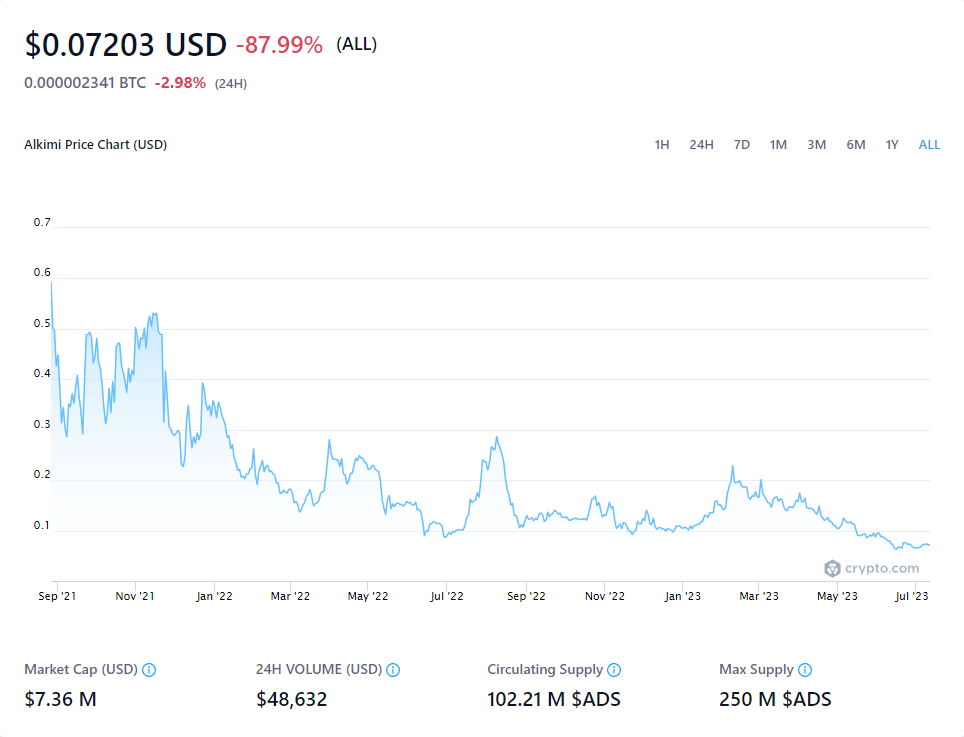 $0.07203 USD -87.99% (ALL)
0.000002341 BTC -2.98% (24H)
Alkimi Price Chart (USD) 1H 24H 7D 1M 3M 6M 1Y ALL
0.7
0.6
0.5
0.4
0.3
0.2
0.1
crypto.com
Sep '21 Nov '21 Jan '22 Mar '22 May '22 Jul '22 Sep '22 Nov '22 Jan '23 Mar '23 May '23 Jul '23
Market Cap (USD) 24H VOLUME (USD) Circulating Supply Max Supply
$7.36 M $48,632 102.21 M $ADS 250 M $ADS